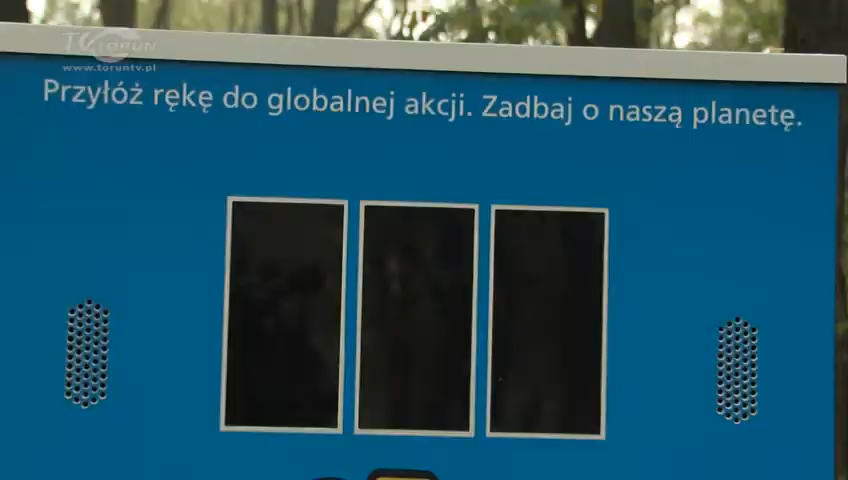 TV TORUŃ
www.toruntv.pl
Przyłóż rękę do globalnej akcji. Zadbaj o naszą planetę.